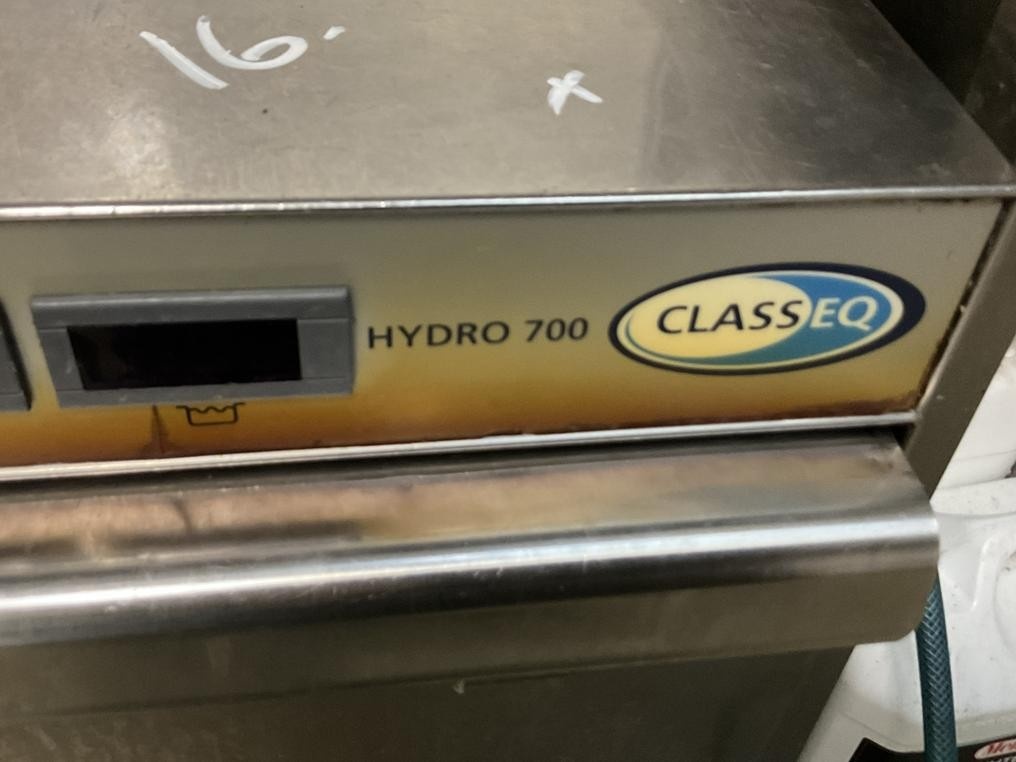 16.
x
HYDRO 700
CLASSEQ